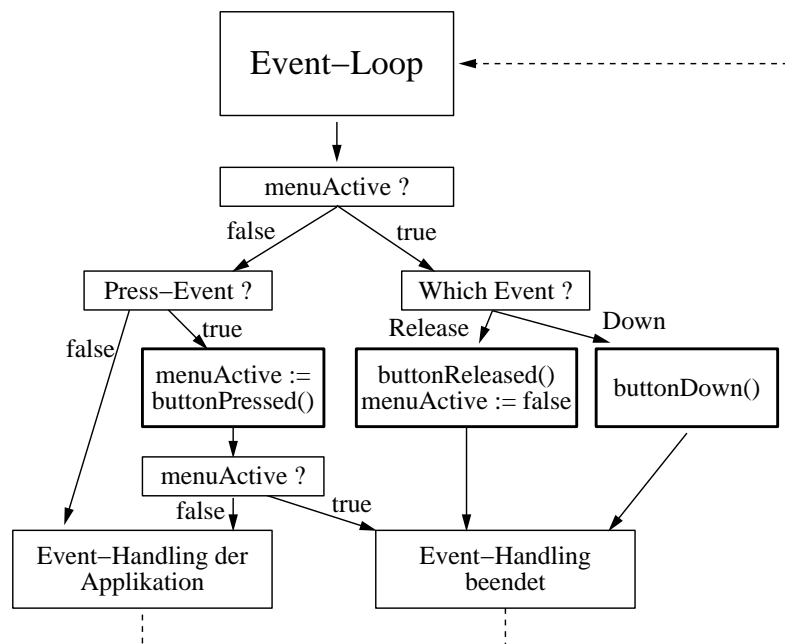 Event–Loop
menuActive ?
false
true
Press–Event ?
Which Event ?
false
true
Release
Down
menuActive :=
buttonPressed()
buttonReleased()
menuActive := false
buttonDown()
menuActive ?
false
true
Event–Handling der
Applikation
Event–Handling
beendet